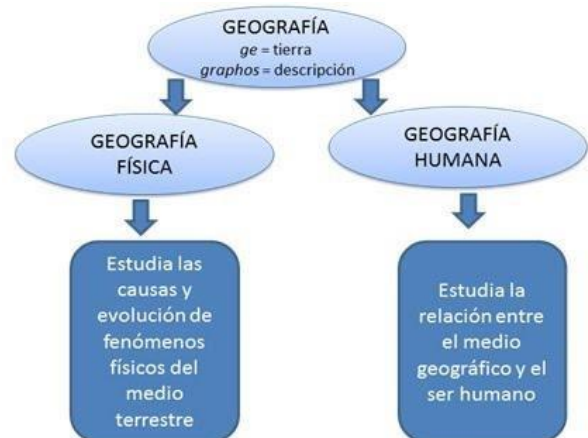 GEOGRAFÍA
ge = tierra
graphos = descripción
GEOGRAFÍA
FÍSICA
GEOGRAFÍA
HUMANA
Estudia las
causas y
evolución de
fenómenos
físicos del
medio
terrestre
Estudia la
relación entre
el medio
geográfico y el
ser humano